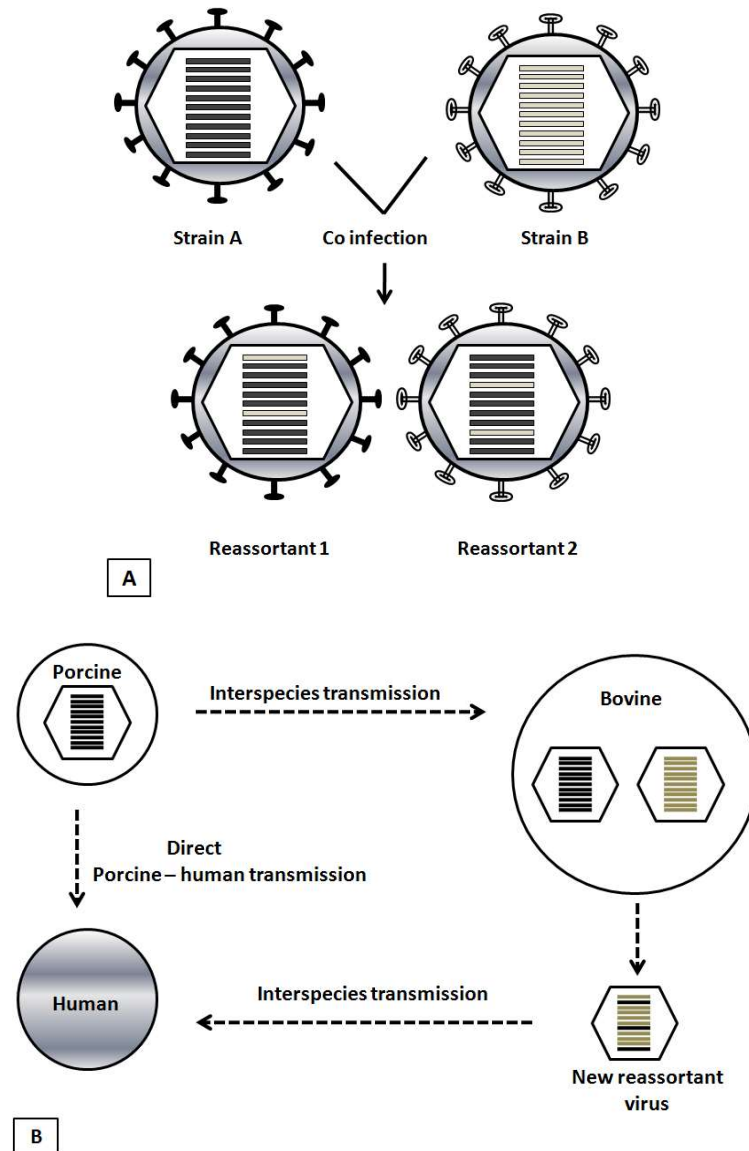 Strain A
Co infection
Strain B
Reassortant 1
Reassortant 2
A
Porcine
Interspecies transmission
Bovine
Direct
Porcine – human transmission
Human
Interspecies transmission
New reassortant
virus
B